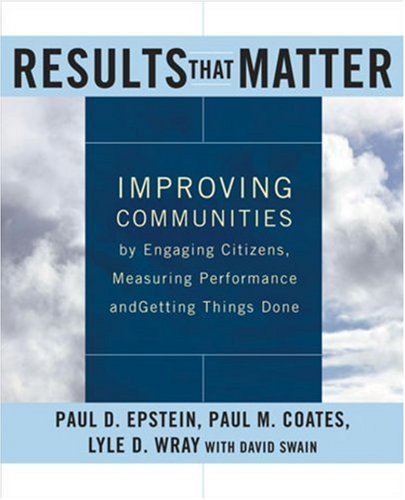 RESULTS THAT MATTER
IMPROVING
COMMUNITIES
by Engaging Citizens,
Measuring Performance
andGetting Things Done
PAUL D. EPSTEIN, PAUL M. COATES,
LYLE D. WRAY WITH DAVID SWAIN